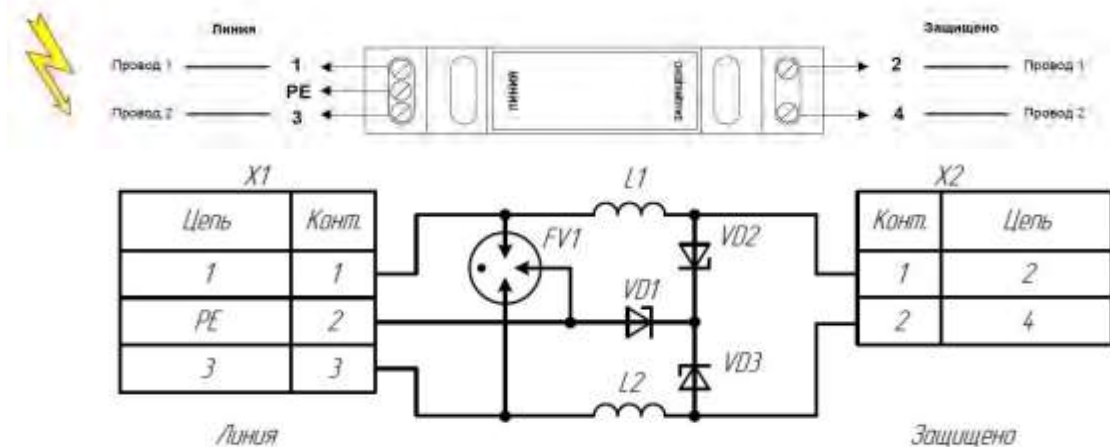 Линия
Защищено
Провод 1
1
2
Провод 1
PE
Провод 2
3
4
Провод 2
ЛИНИЯ
ЗАЩИЩЕНО
X1
L1
X2
Цепь
Конт.
FV1
VD2
Конт.
Цепь
1
1
VD1
1
2
PE
2
2
4
3
3
L2
VD3
Линия
Защищено